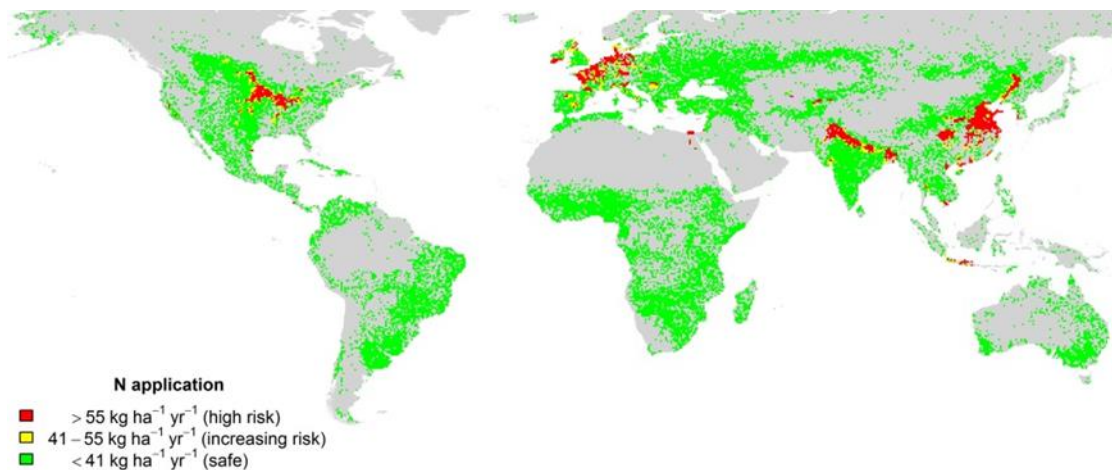 N application
> 55 kg ha⁻¹ yr⁻¹ (high risk)
41 – 55 kg ha⁻¹ yr⁻¹ (increasing risk)
< 41 kg ha⁻¹ yr⁻¹ (safe)